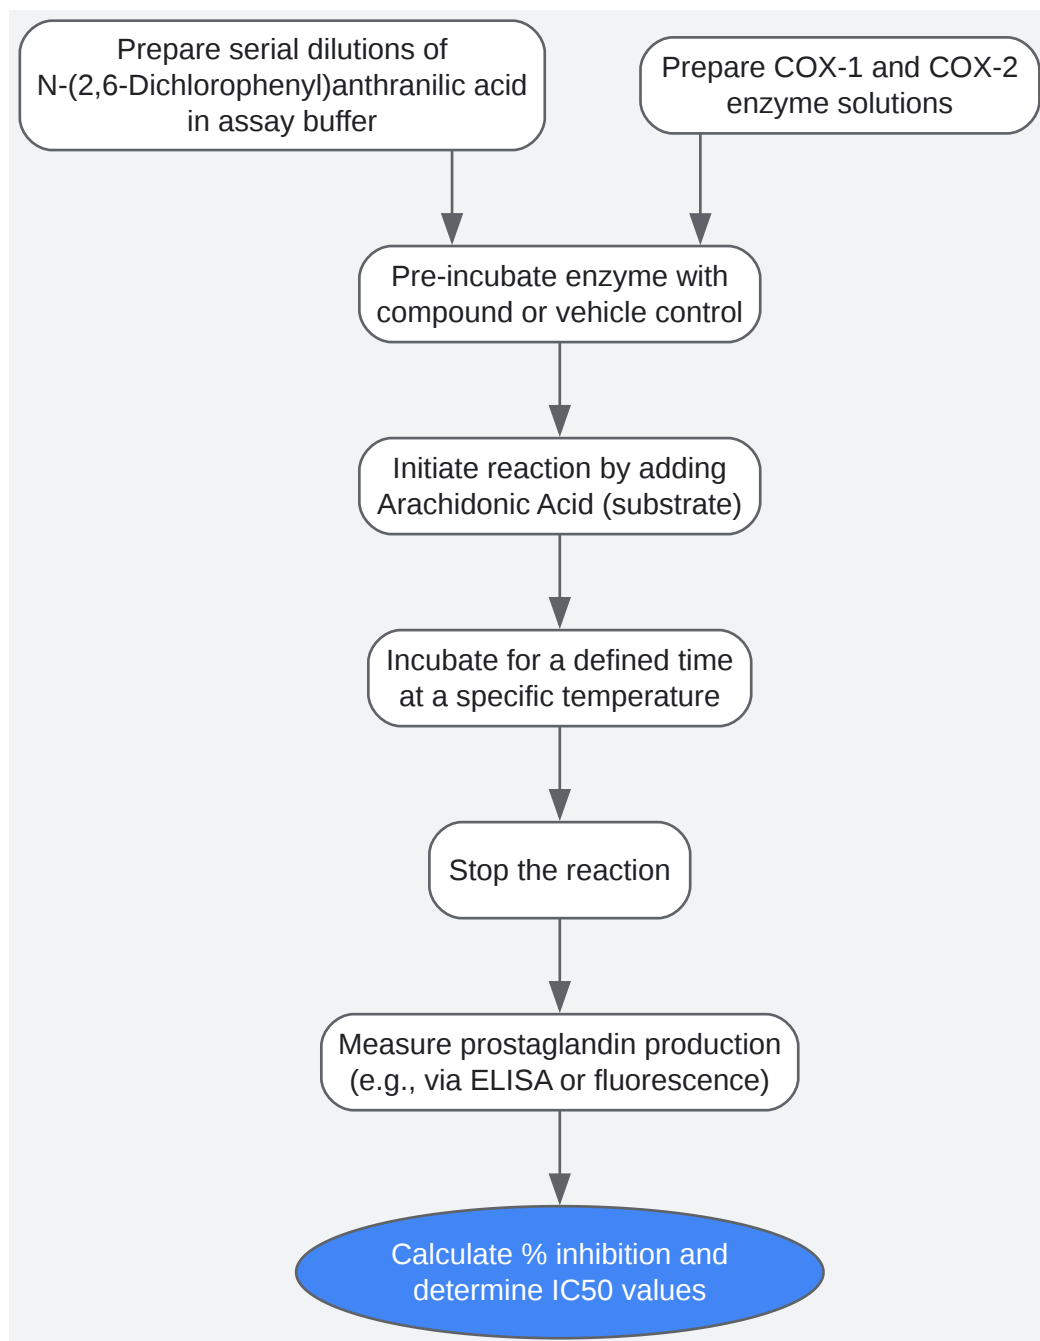 Prepare serial dilutions of
N-(2,6-Dichlorophenyl)anthranilic acid
in assay buffer
Prepare COX-1 and COX-2
enzyme solutions
Pre-incubate enzyme with
compound or vehicle control
Initiate reaction by adding
Arachidonic Acid (substrate)
Incubate for a defined time
at a specific temperature
Stop the reaction
Measure prostaglandin production
(e.g., via ELISA or fluorescence)
Calculate % inhibition and
determine IC50 values